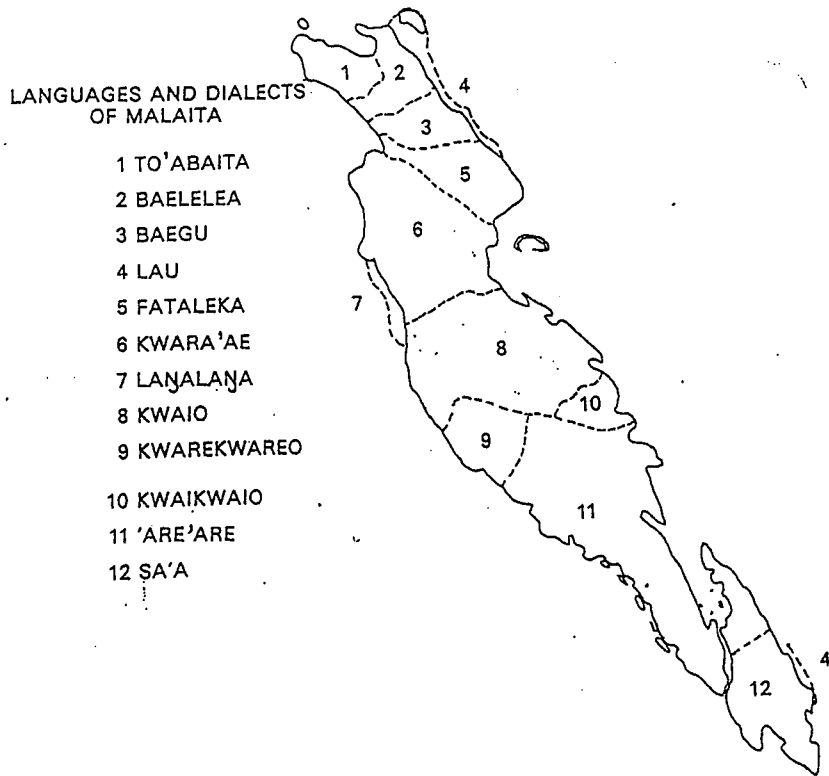 LANGUAGES AND DIALECTS
OF MALAITA
1 TO'ABAITA
2 BAELELEA
3 BAEGU
4 LAU
5 FATALEKA
6 KWARA'AE
7 LAŊALAŊA
8 KWAIO
9 KWAREKWAREO
10 KWAIKWAIO
11 'ARE'ARE
12 SA'A
1
2
4
3
5
6
7
8
10
9
11
4
12